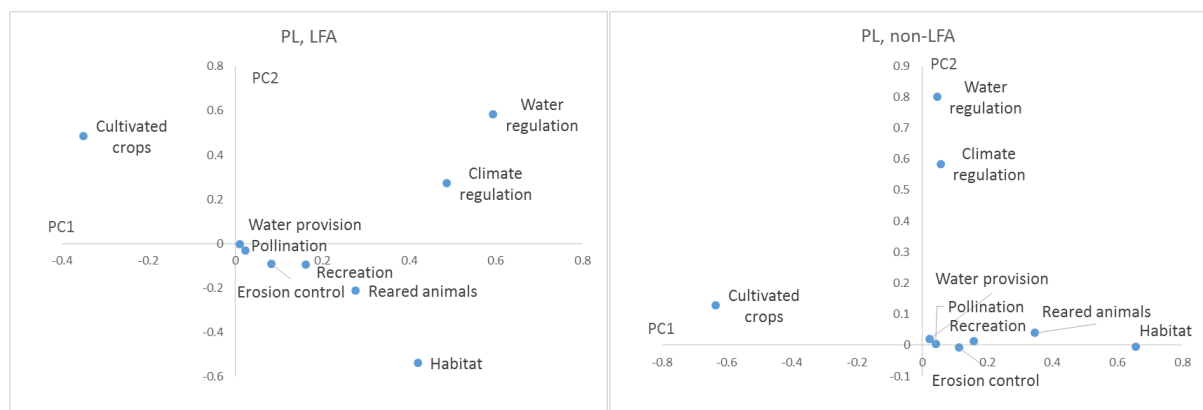 PL, LFA
0.8
PC2
0.6
Water
regulation
Cultivated
crops
0.4
Climate
regulation
0.2
PC1
Water provision
0
Pollination
-0.4
-0.2
0
0.2
0.4
0.6
0.8
Recreation
Erosion control
Reared animals
-0.2
-0.4
Habitat
-0.6
PL, non-LFA
0.9
PC2
0.8
Water
regulation
0.7
0.6
Climate
regulation
0.5
0.4
0.3
0.2
Water provision
Cultivated
crops
0.1
Pollination
Reared animals
PC1
Recreation
Habitat
0
-0.8
-0.6
-0.4
-0.2
0
0.2
0.4
0.6
0.8
-0.1
Erosion control